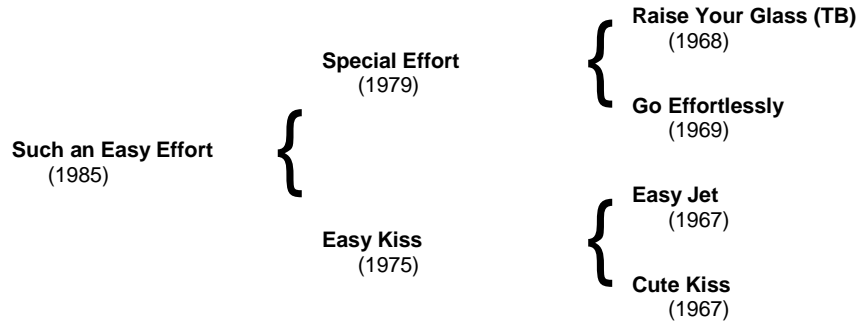 Raise Your Glass (TB)
(1968)
Special Effort
(1979)
Go Effortlessly
(1969)
Such an Easy Effort
(1985)
Easy Jet
(1967)
Easy Kiss
(1975)
Cute Kiss
(1967)